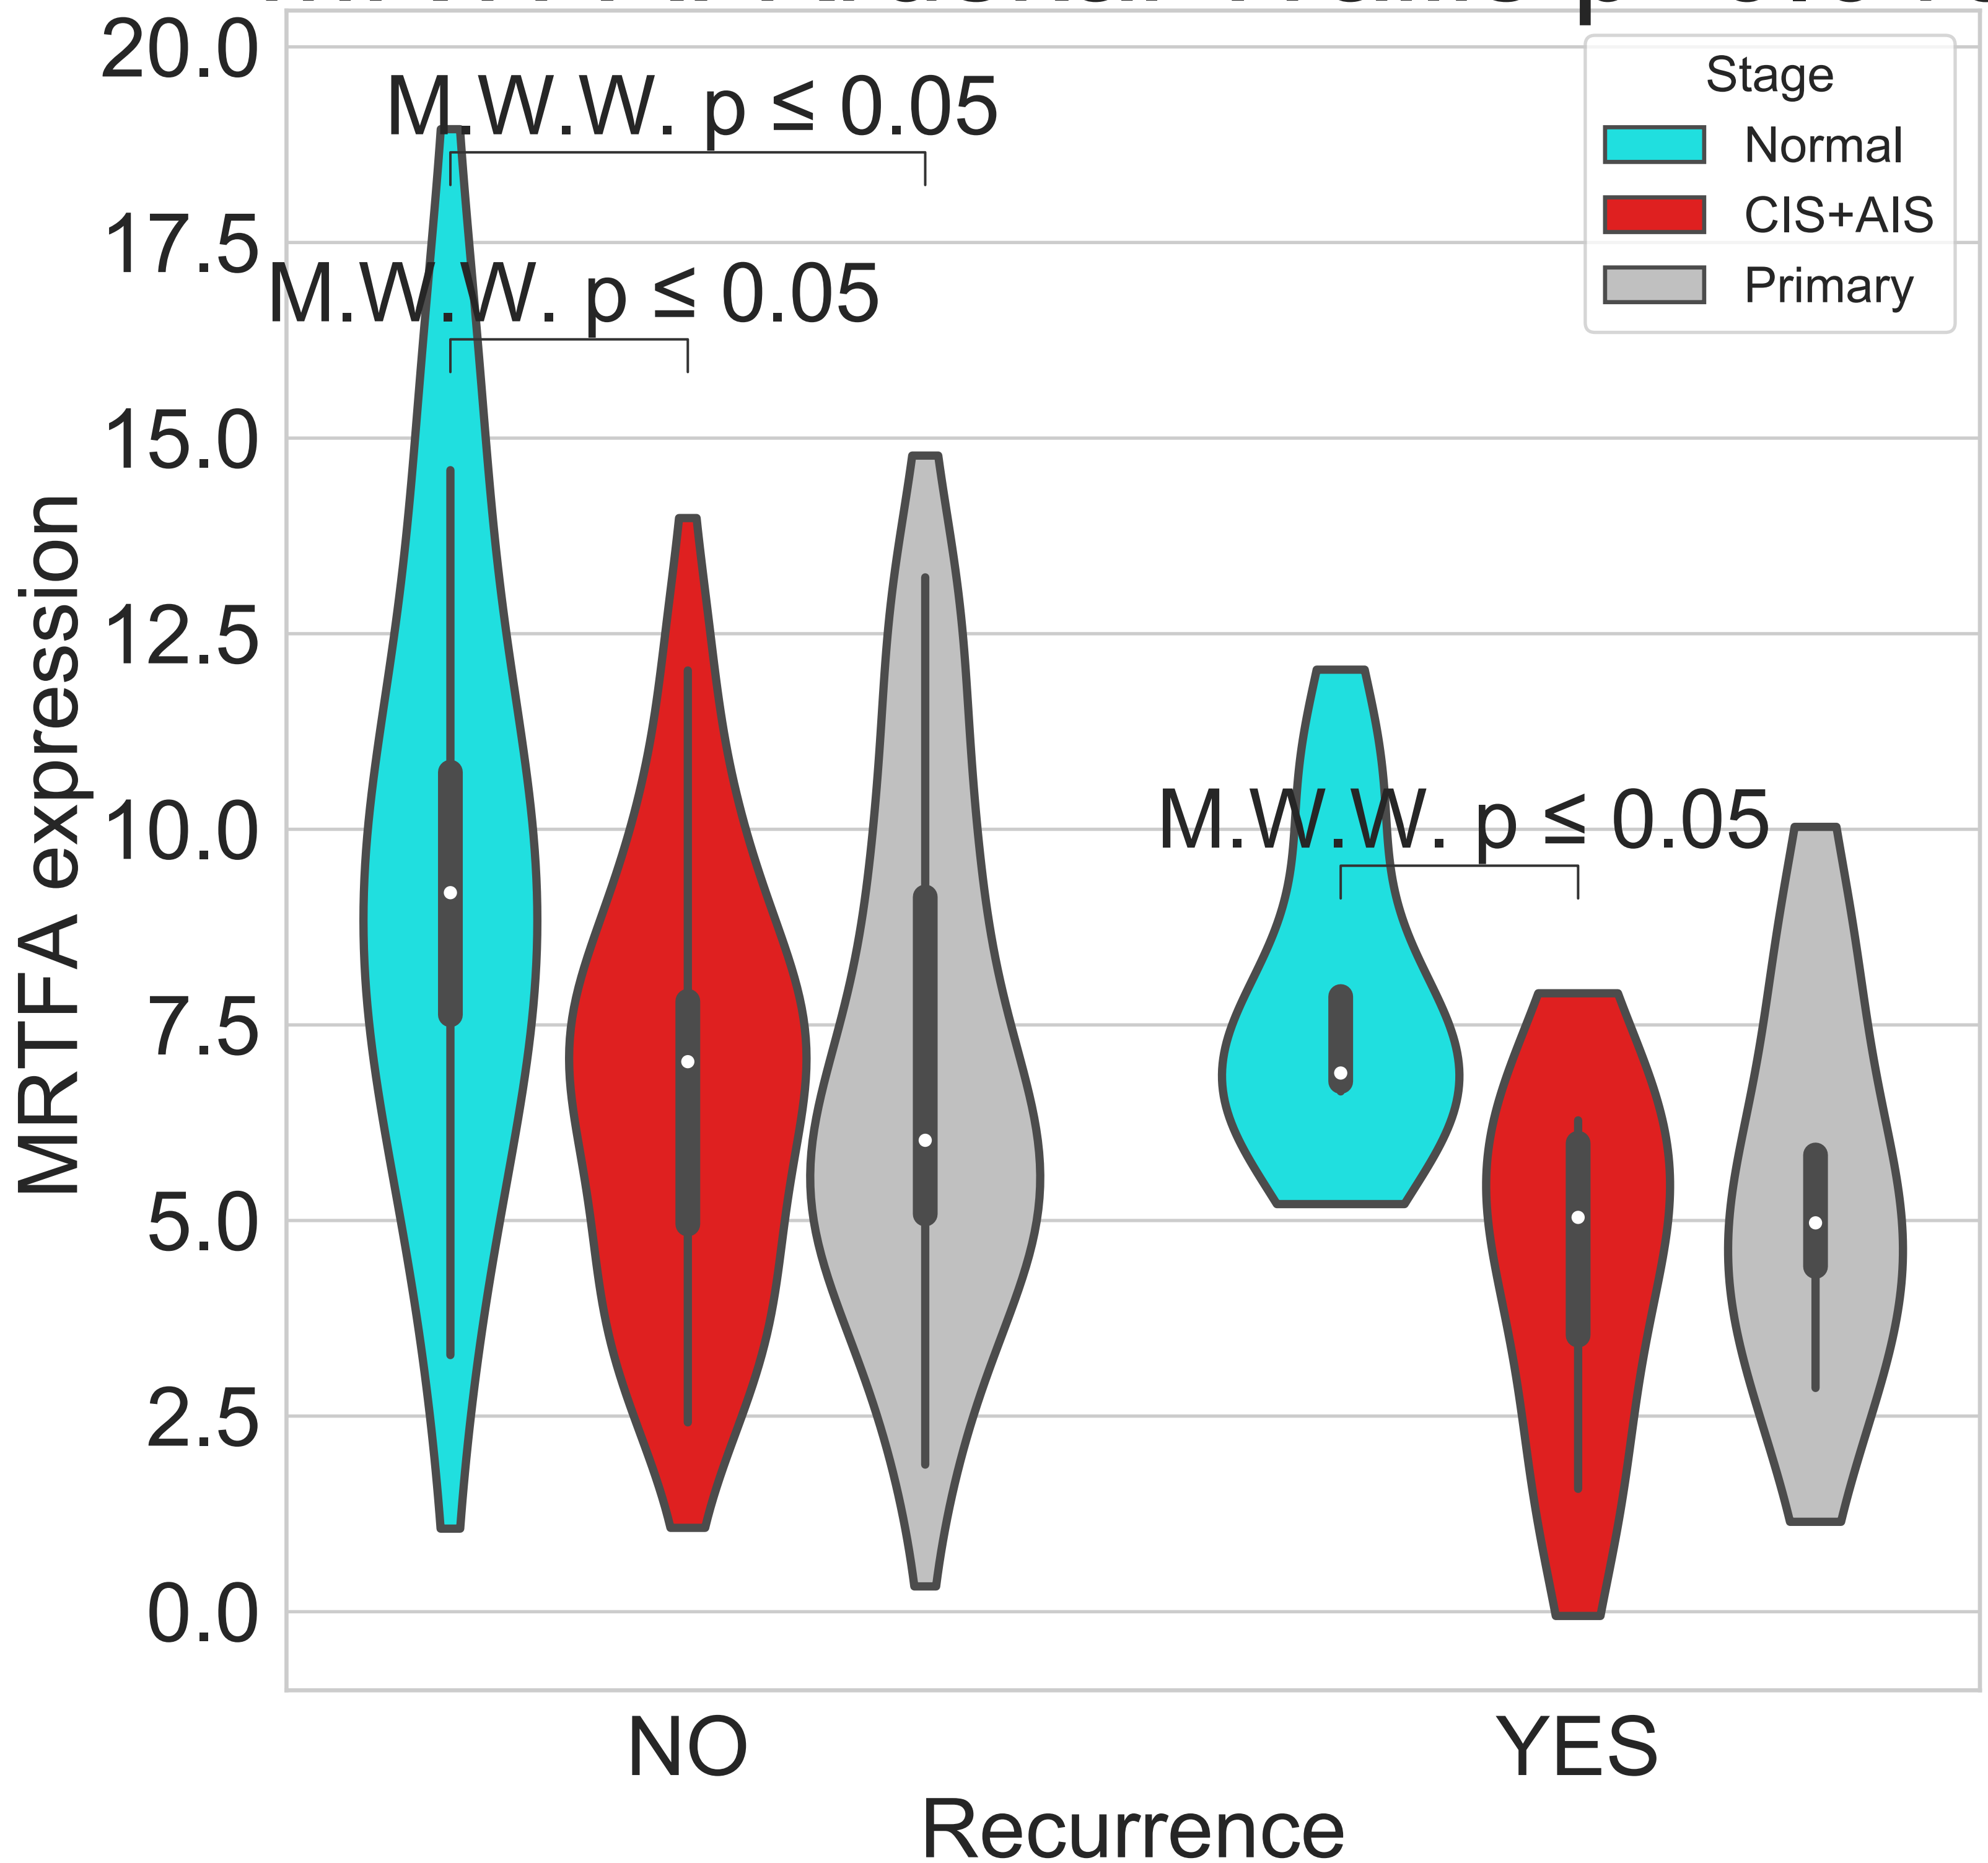 20.0
17.5
15.0
12.5
10.0
7.5
5.0
2.5
0.0
MRTFA expression
M.W.W. p ≤ 0.05
M.W.W. p ≤ 0.05
M.W.W. p ≤ 0.05
Stage
Normal
CIS+AIS
Primary
NO
YES
Recurrence